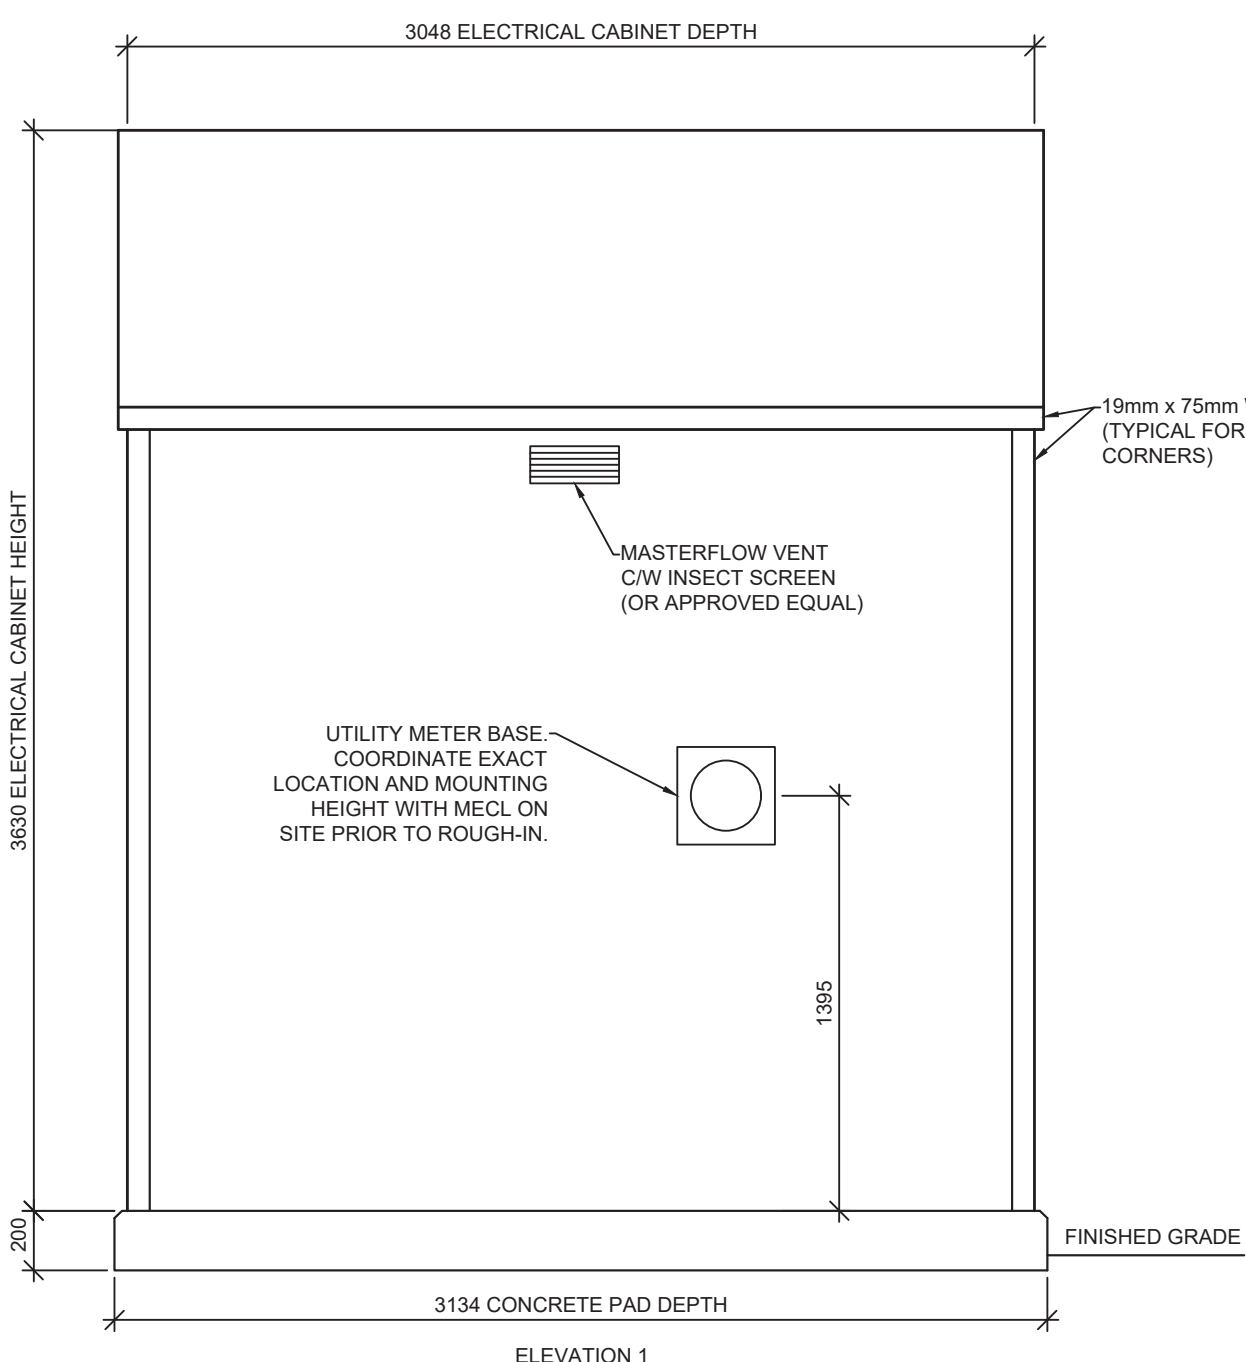 3048 ELECTRICAL CABINET DEPTH
19mm x 75mm
(TYPICAL FOR
CORNERS)
MASTERFLOW VENT
C/W INSECT SCREEN
(OR APPROVED EQUAL)
3630 ELECTRICAL CABINET HEIGHT
UTILITY METER BASE.
COORDINATE EXACT
LOCATION AND MOUNTING
HEIGHT WITH MECL ON
SITE PRIOR TO ROUGH-IN.
1395
200
FINISHED GRADE
3134 CONCRETE PAD DEPTH
ELEVATION 1